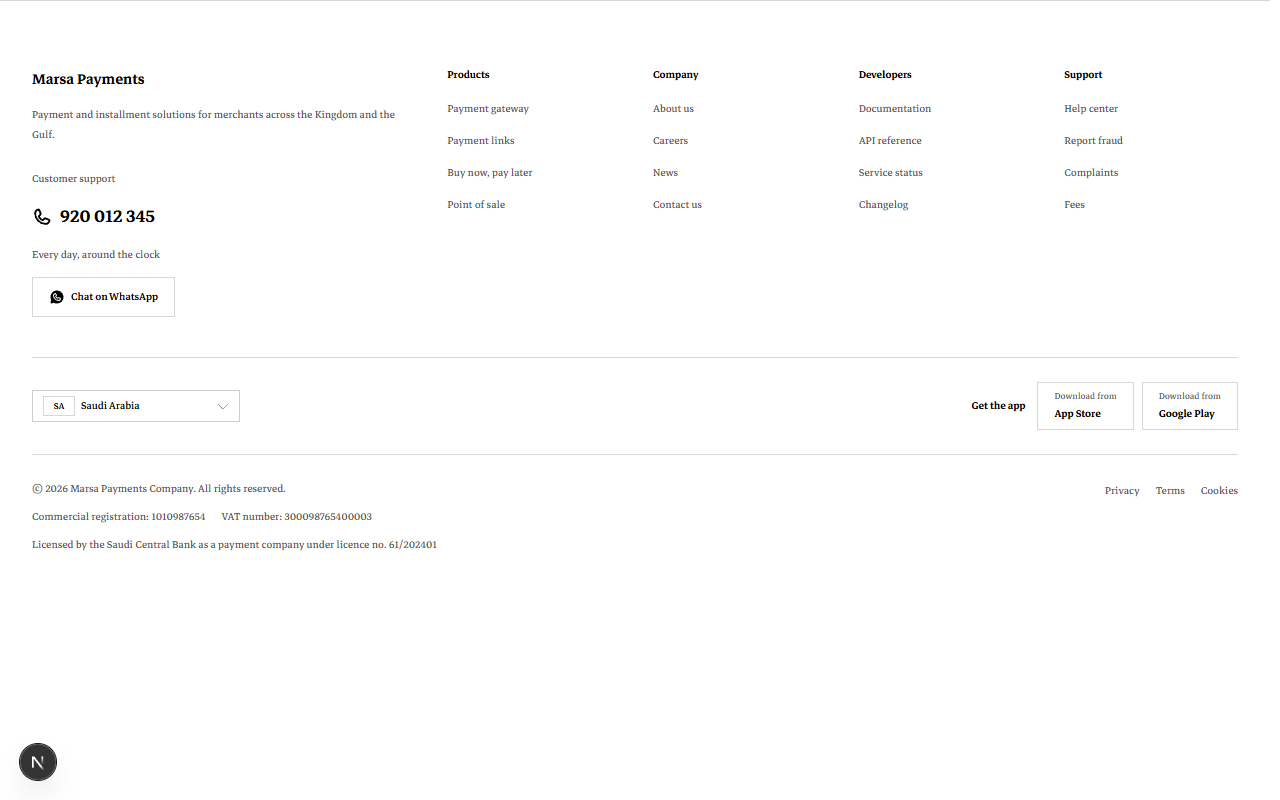 Marsa Payments
Payment and installment solutions for merchants across the Kingdom and the
Gulf.
Customer support
920 012 345
Every day, around the clock
Chat on WhatsApp
Products
Payment gateway
Payment links
Buy now, pay later
Point of sale
Company
About us
Careers
News
Contact us
Developers
Documentation
API reference
Service status
Changelog
Support
Help center
Report fraud
Complaints
Fees
SA Saudi Arabia
Get the app
Download from
App Store
Download from
Google Play
© 2026 Marsa Payments Company. All rights reserved.
Commercial registration: 1010987654 VAT number: 300098765400003
Licensed by the Saudi Central Bank as a payment company under licence no. 61/202401
Privacy Terms Cookies
N